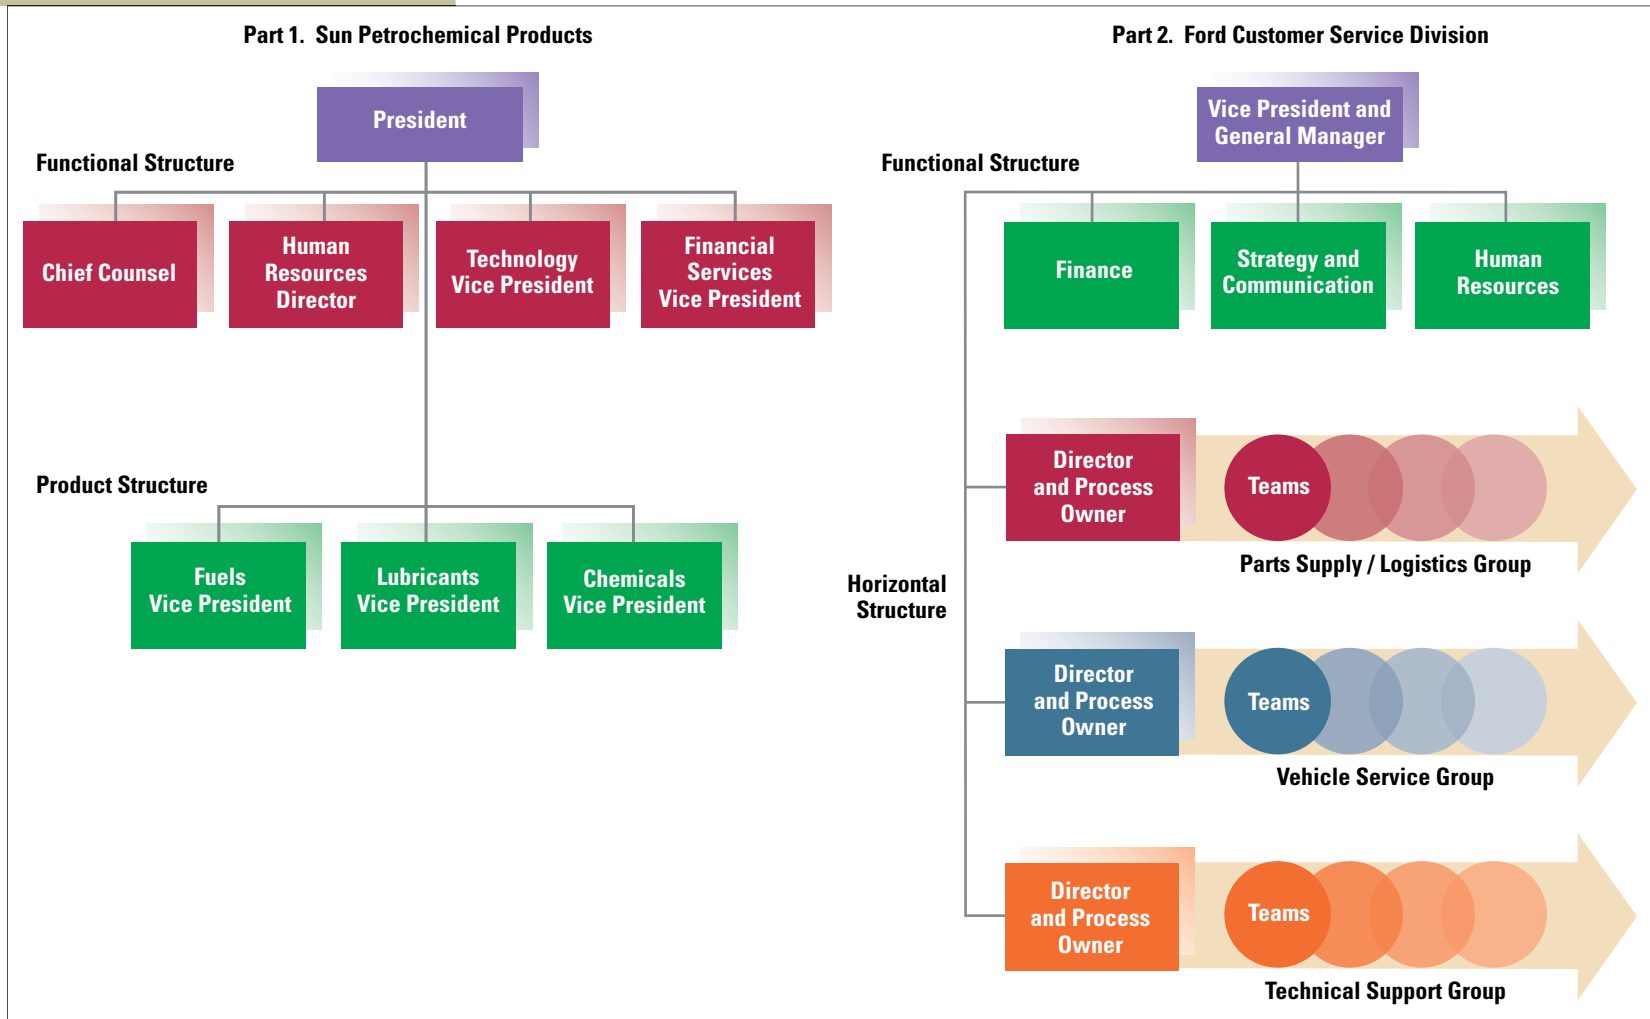 Part 1. Sun Petrochemical Products
President
Functional Structure
Chief Counsel
Human
Resources
Director
Technology
Vice President
Financial
Services
Vice President
Product Structure
Fuels
Vice President
Lubricants
Vice President
Chemicals
Vice President
Part 2. Ford Customer Service Division
Vice President and
General Manager
Functional Structure
Finance
Strategy and
Communication
Human
Resources
Horizontal
Structure
Director
and Process
Owner
Teams
Parts Supply / Logistics Group
Director
and Process
Owner
Teams
Vehicle Service Group
Director
and Process
Owner
Teams
Technical Support Group